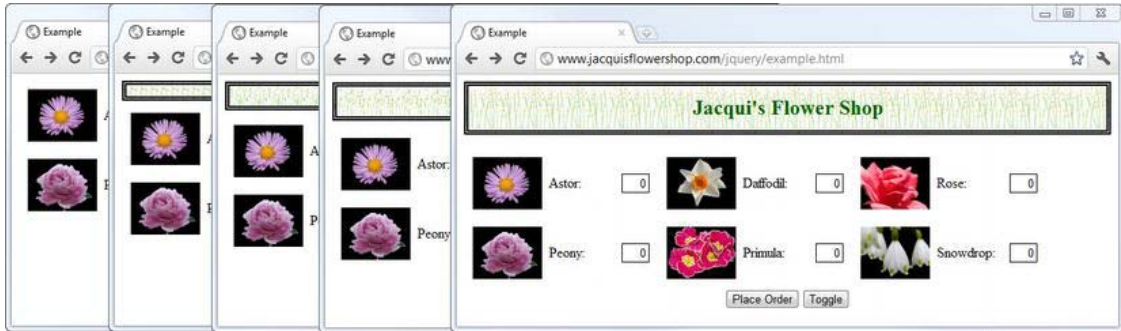 Example
Example
Example
Example
Example
www
www.jacquisflowershop.com/jquery/example.html
Jacqui's Flower Shop
A
P
A
P
Astor:
Peony
Astor: 0
Daffodil: 0
Rose: 0
Peony: 0
Primula: 0
Snowdrop: 0
Place Order
Toggle